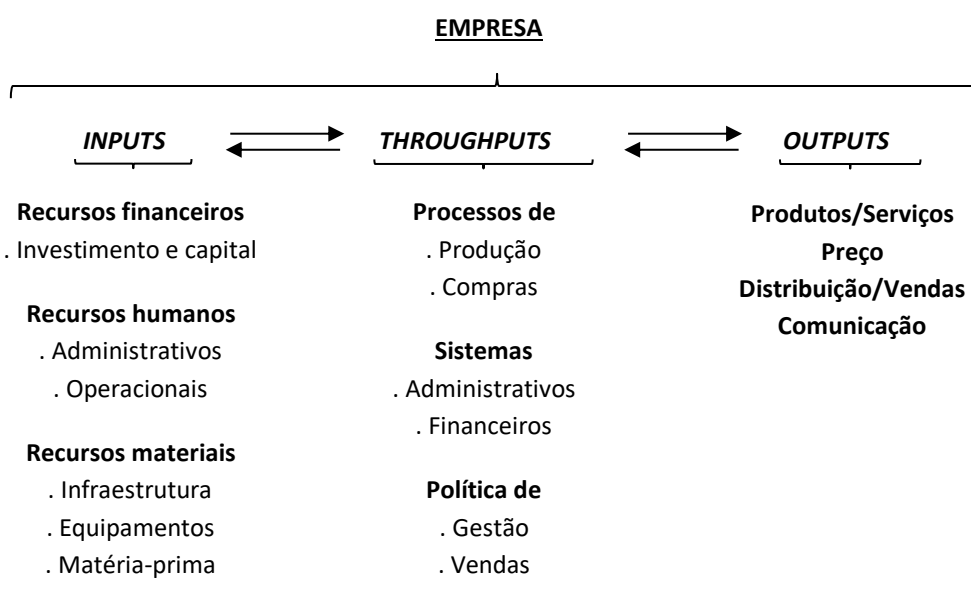 EMPRESA
INPUTS
THROUGHPUTS
OUTPUTS
Recursos financeiros
. Investimento e capital
Recursos humanos
. Administrativos
. Operacionais
Recursos materiais
. Infraestrutura
. Equipamentos
. Matéria-prima
Processos de
. Produção
. Compras
Sistemas
. Administrativos
. Financeiros
Política de
. Gestão
. Vendas
Produtos/Serviços
Preço
Distribuição/Vendas
Comunicação